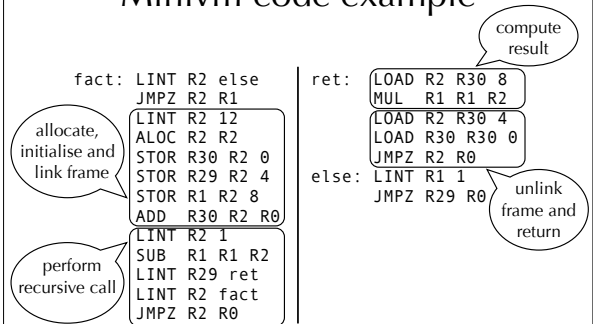 Minivm code example
fact: LINT R2 else
JMPZ R2 R1
LINT R2 12
ALOC R2 R2
STOR R30 R2 0
STOR R29 R2 4
STOR R1 R2 8
ADD R30 R2 R0
LINT R2 1
SUB R1 R1 R2
LINT R29 ret
LINT R2 fact
JMPZ R2 R0
allocate,
initialise and
link frame
perform
recursive call
ret: LOAD R2 R30 8
MUL R1 R1 R2
LOAD R2 R30 4
LOAD R30 R30 0
JMPZ R2 R0
else: LINT R1 1
JMPZ R29 R0
compute
result
unlink
frame and
return